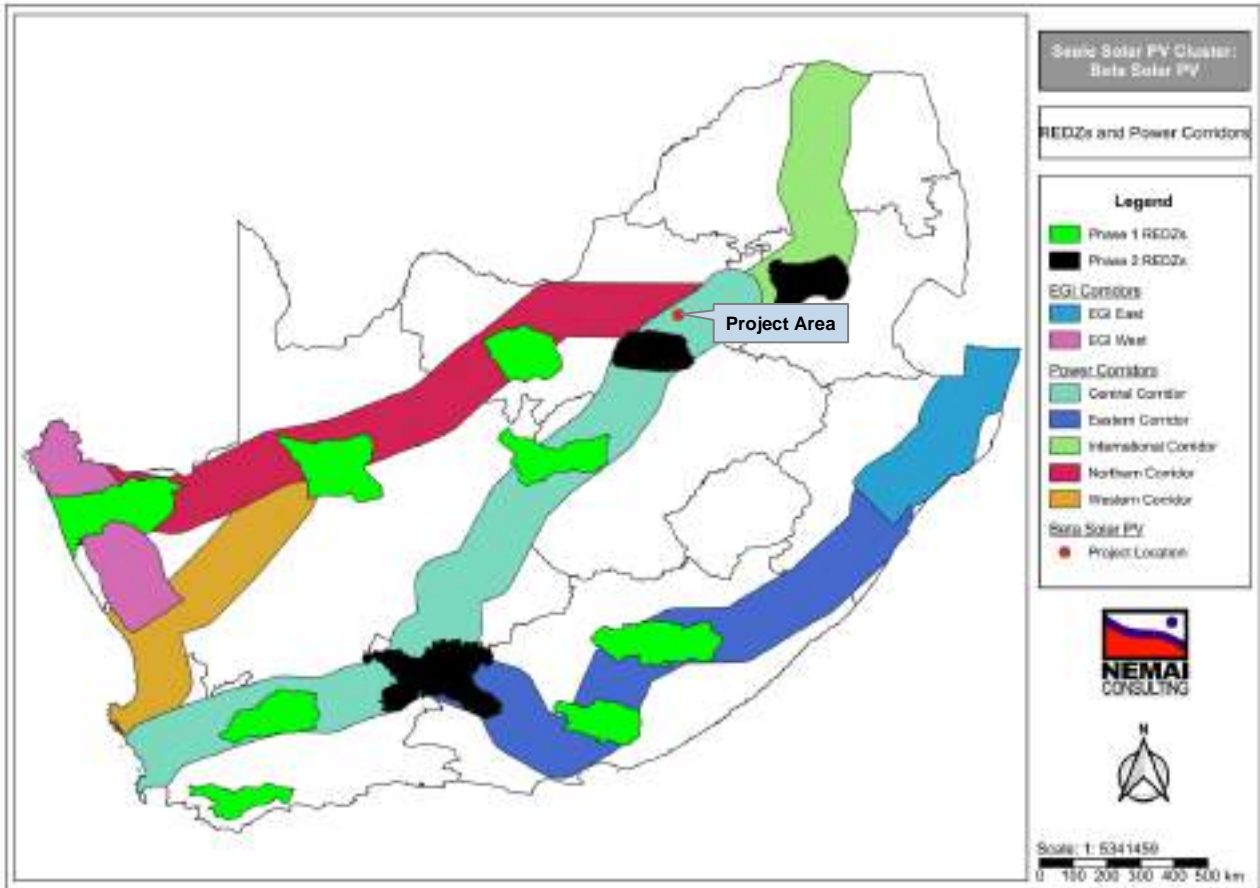 Solar PV Cluster:
Beta Solar PV
REDZs and Power Corridors
Legend
Phase 1 REDZs
Phase 2 REDZs
EGI Corridors
EGI East
EGI West
Power Corridors
Central Corridor
Eastern Corridor
International Corridor
Northern Corridor
Western Corridor
Beta Solar PV
Project Location
Project Area
NEMAI
CONSULTING
N
Scale: 1: 5341459
0 100 200 300 400 500 km